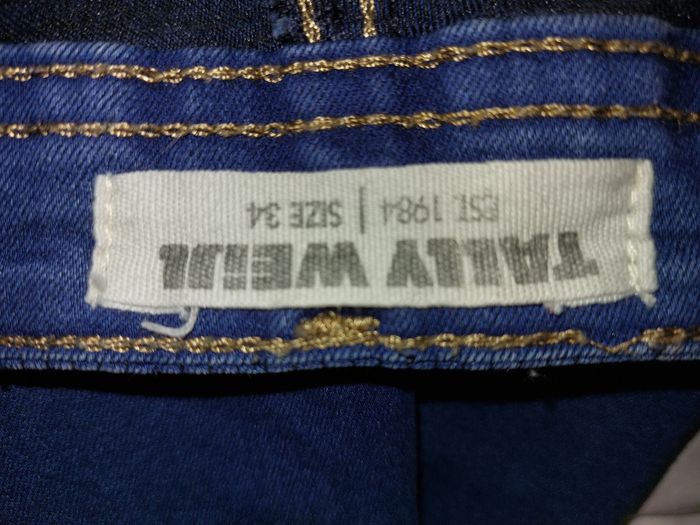 TALLY WEiJL
EST. 1984 | SIZE 34